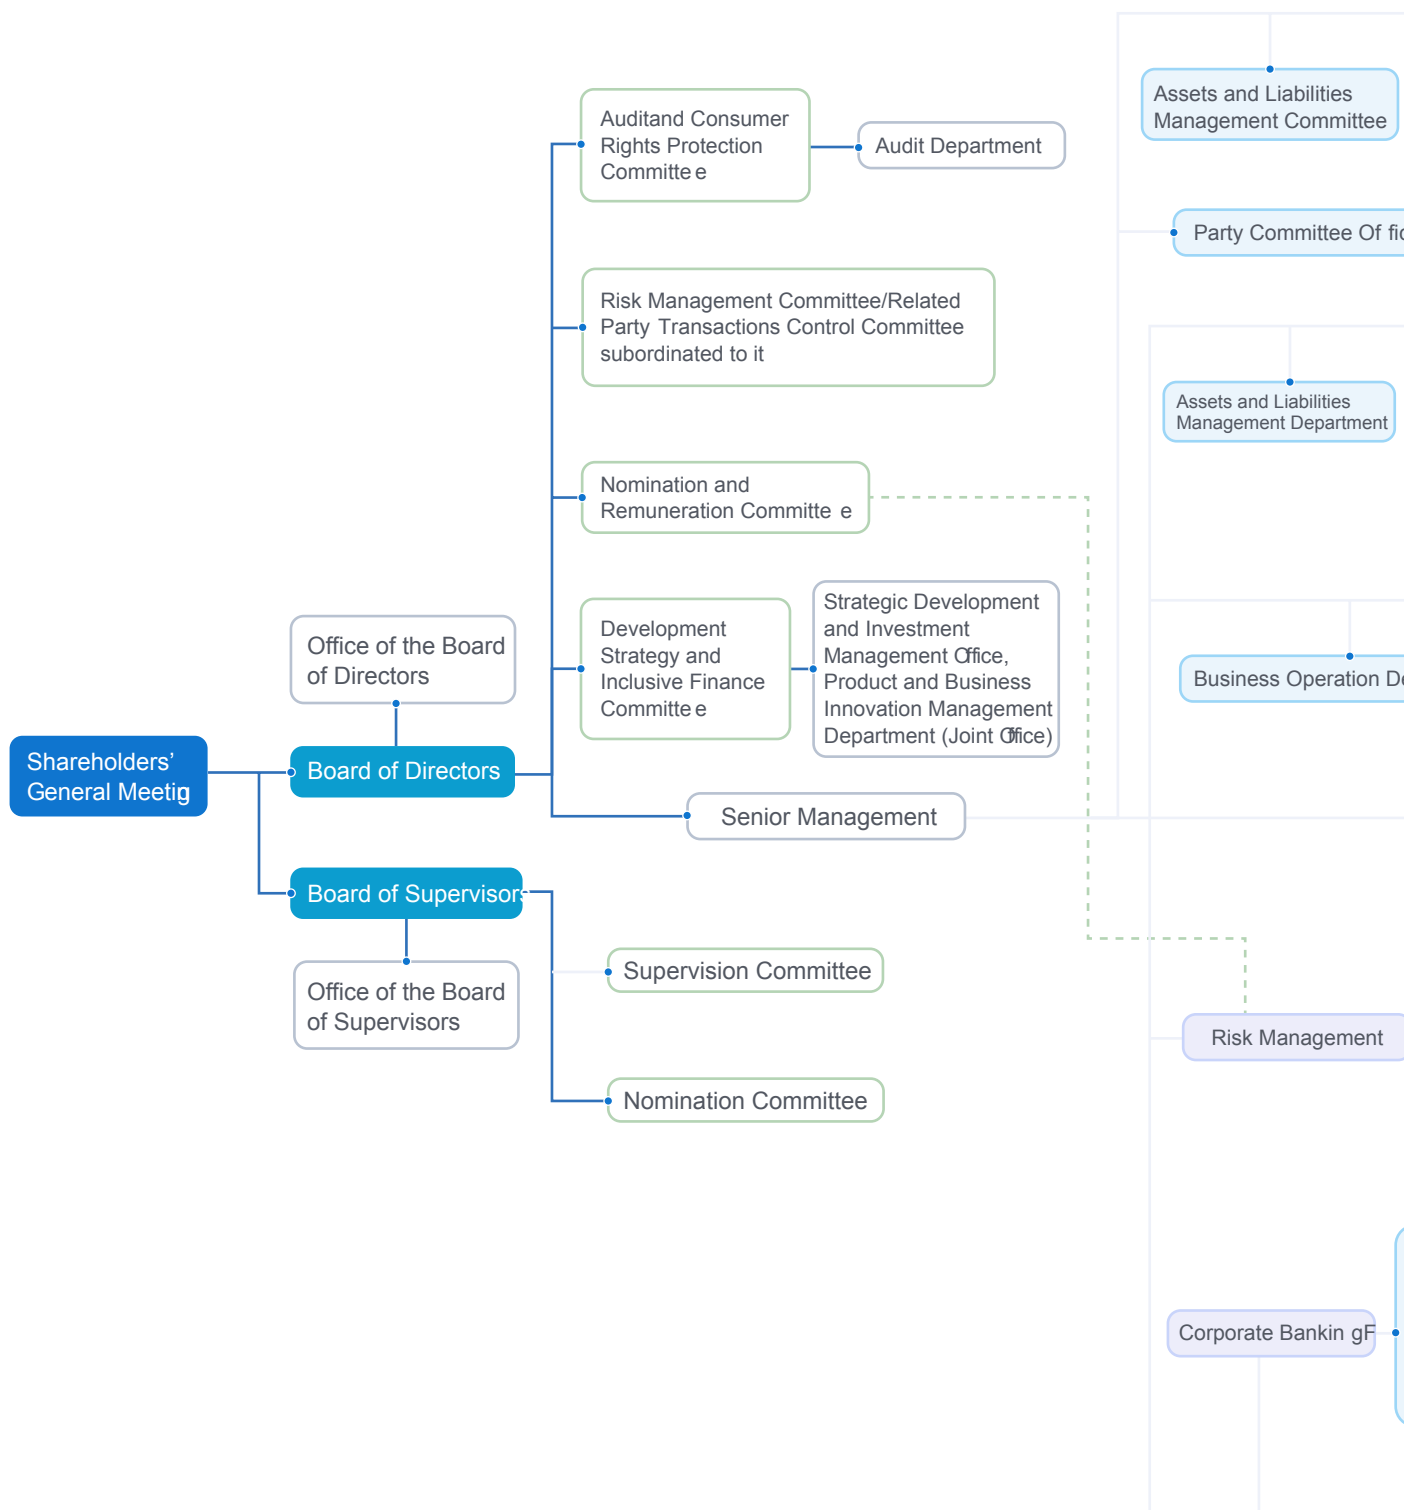 Assets and Liabilities
Management Committee
Auditand Consumer
Rights Protection
Committe e
Audit Department
Party Committee Of fic
Risk Management Committee/Related
Party Transactions Control Committee
subordinated to it
Assets and Liabilities
Management Department
Nomination and
Remuneration Committe e
Development
Strategy and
Inclusive Finance
Committe e
Strategic Development
and Investment
Management Office,
Product and Business
Innovation Management
Department (Joint Office)
Office of the Board
of Directors
Business Operation De
Shareholders’
General Meeting
Board of Directors
Senior Management
Board of Supervisors
Office of the Board
of Supervisors
Supervision Committee
Risk Management
Nomination Committee
Corporate Bankin gF